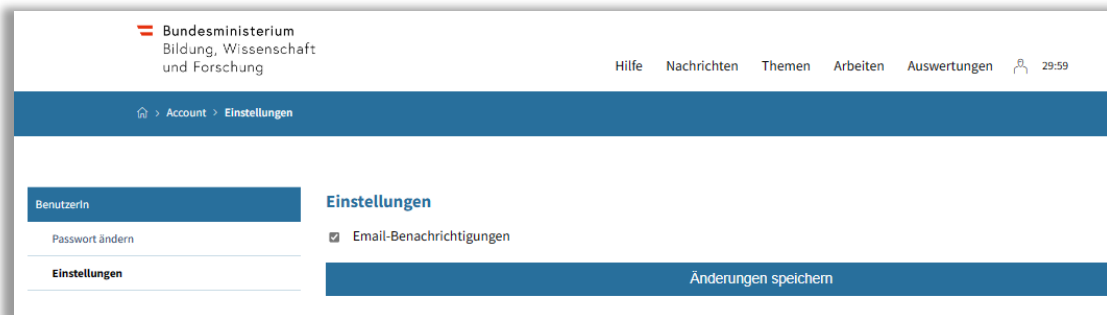 Bundesministerium
Bildung, Wissenschaft
und Forschung
Hilfe Nachrichten Themen Arbeiten Auswertungen 29:59
> Account > Einstellungen
BenutzerIn
Passwort ändern
Einstellungen
Einstellungen
Email-Benachrichtigungen
Änderungen speichern